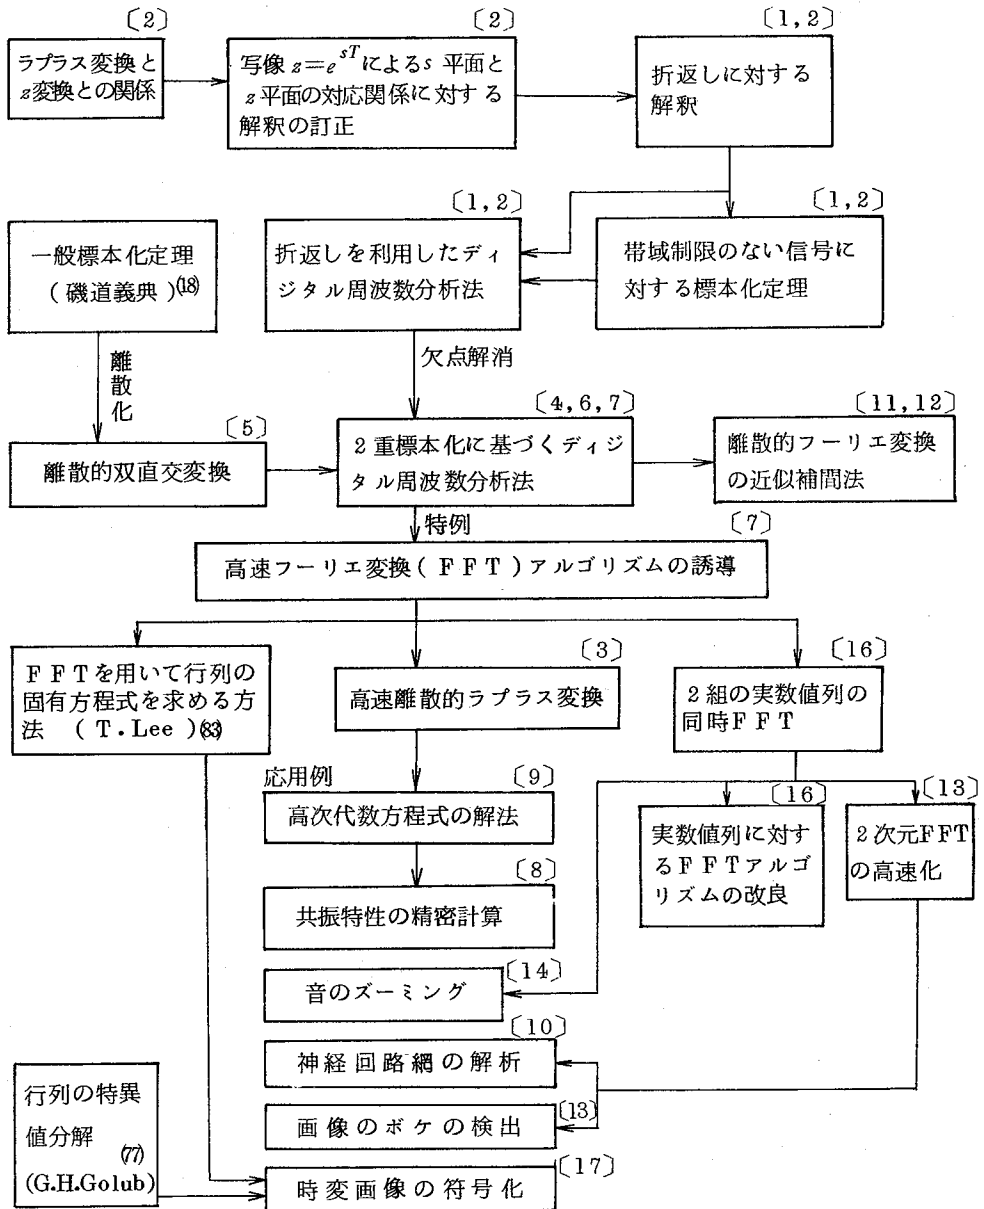 〔2〕
ラプラス変換と
z変換との関係
〔2〕
写像 z=e^{sT}によるs 平面と
z 平面の対応関係に対する
解釈の訂正
〔1,2〕
折返しに対する
解釈
一般標本化定理
(磯道義典)(18)
〔1,2〕
折返しを利用したディ
ジタル周波数分析法
〔1,2〕
帯域制限のない信号に
対する標本化定理
離散化
欠点解消
〔5〕
離散的双直交変換
〔4,6,7〕
2重標本化に基づくディジ
タル周波数分析法
〔11,12〕
離散的フーリエ変換
の近似補間法
特例
〔7〕
高速フーリエ変換(FFT)アルゴリズムの誘導
FFTを用いて行列の
固有方程式を求める方
法 (T.Lee)(83)
〔3〕
高速離散的ラプラス変換
〔16〕
2組の実数値列の
同時FFT
応用例
〔9〕
高次代数方程式の解法
〔16〕
実数値列に対す
るFFTアルゴ
リズムの改良
〔13〕
2次元FFT
の高速化
〔8〕
共振特性の精密計算
〔14〕
音のズーミング
〔10〕
神経回路網の解析
〔13〕
画像のボケの検出
行列の特異
値分解
(77)
(G.H.Golub)
〔17〕
時変画像の符号化